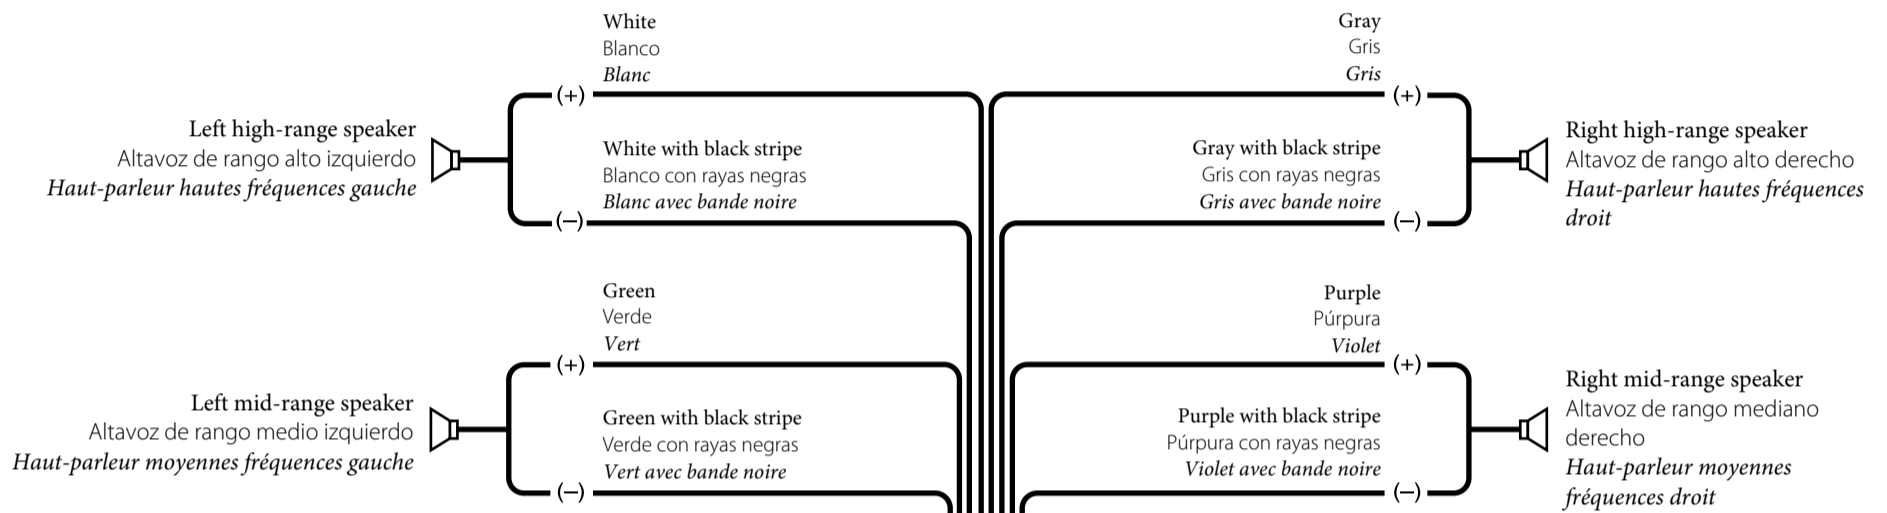 White
Blanco
Blanc
(+)
Left high-range speaker
Altavoz de rango alto izquierdo
Haut-parleur hautes fréquences gauche
White with black stripe
Blanco con rayas negras
Blanc avec bande noire
(−)
Gray
Gris
Gris
(+)
Gray with black stripe
Gris con rayas negras
Gris avec bande noire
(−)
Right high-range speaker
Altavoz de rango alto derecho
Haut-parleur hautes fréquences
droit
Green
Verde
Vert
(+)
Left mid-range speaker
Altavoz de rango medio izquierdo
Haut-parleur moyennes fréquences gauche
Green with black stripe
Verde con rayas negras
Vert avec bande noire
(−)
Purple
Púrpura
Violet
(+)
Purple with black stripe
Púrpura con rayas negras
Violet avec bande noire
(−)
Right mid-range speaker
Altavoz de rango mediano
derecho
Haut-parleur moyennes
fréquences droit